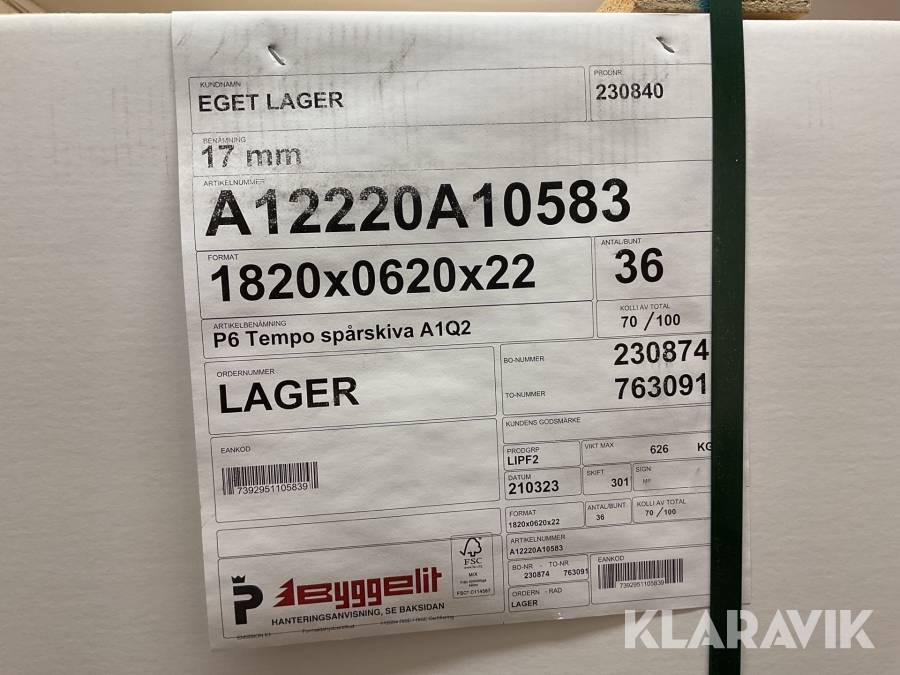 KUNDNAMN
EGET LAGER
PRODNR
230840
BENÄMNING
17 mm
ARTIKELNUMMER
A12220A10583
FORMAT
1820x0620x22
ANTAL/BUNT
36
ARTIKELBENÄMNING
P6 Tempo spårskiva A1Q2
KOLLI AV TOTAL
70 /100
ORDERNUMMER
LAGER
BO-NUMMER
230874
TO-NUMMER
763091
KUNDENS GODSMÄRKE
EANKOD
7392951105839
PRODGRP
LIPF2
VIKT MAX
626 KG
DATUM
210323
SKIFT
301
SIGN
FORMAT
1820x0620x22
ANTAL/BUNT
36
KOLLI AV TOTAL
70 /100
ARTIKELNUMMER
A12220A10583
BO-NR - TO-NR
230874 763091
EANKOD
7392951105839
ORDERN - RAD
LAGER
P
Byggelit
FSC
MIX
HANTERINGSANVISNING, SE BAKSIDAN
EMISSION E1
KLARAVIK